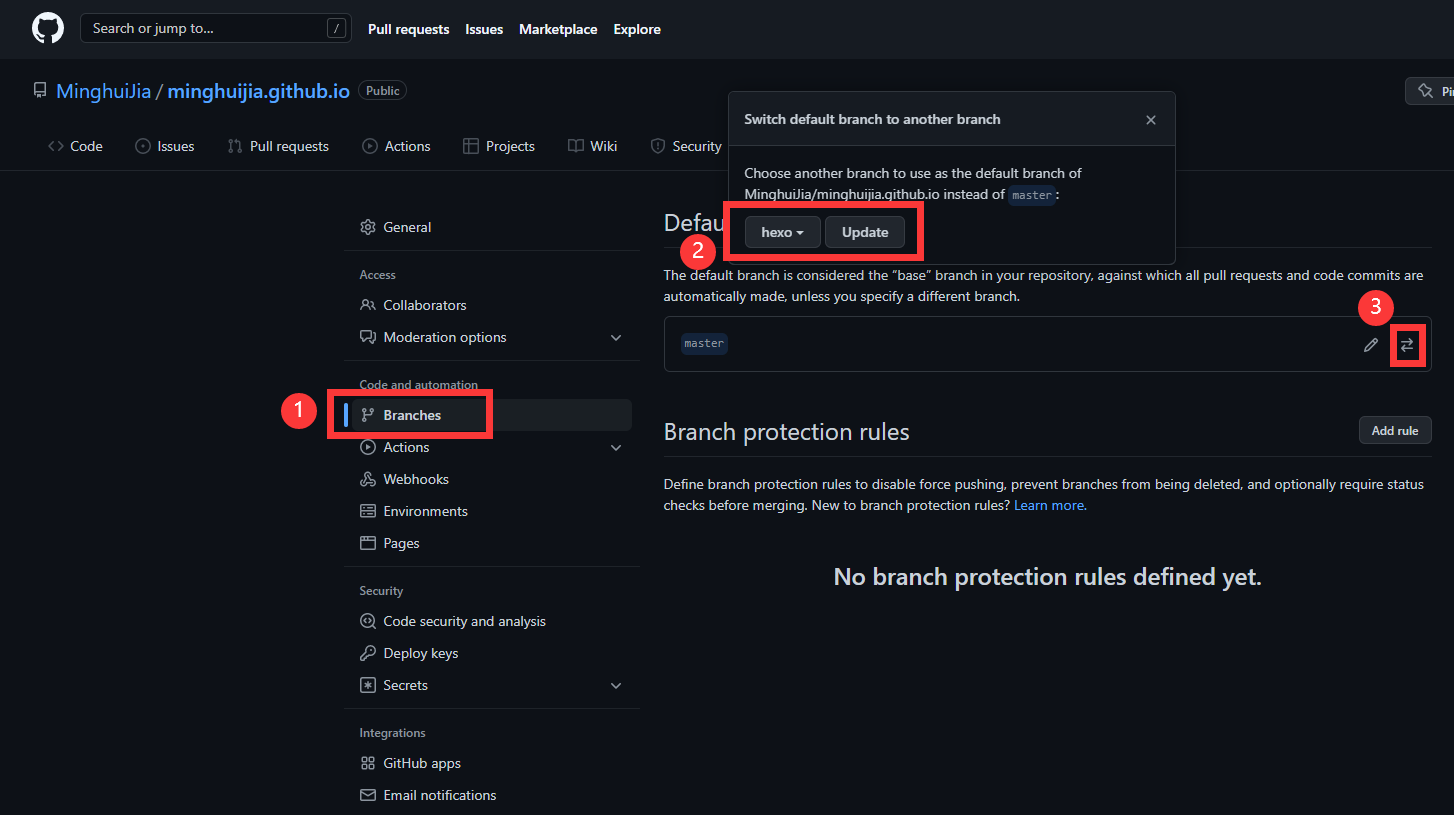 Search or jump to... /
Pull requests
Issues
Marketplace
Explore
MinghuiJia / minghuijia.github.io Public
Code
Issues
Pull requests
Actions
Projects
Wiki
Security
General
Access
Collaborators
Moderation options
Code and automation
1
Branches
Actions
Webhooks
Environments
Pages
Security
Code security and analysis
Deploy keys
Secrets
Integrations
GitHub apps
Email notifications
Switch default branch to another branch
Choose another branch to use as the default branch of
MinghuiJia/minghuijia.github.io instead of master:
2
hexo
Update
The default branch is considered the “base” branch in your repository, against which all pull requests and code commits are
automatically made, unless you specify a different branch.
3
master
Branch protection rules
Add rule
Define branch protection rules to disable force pushing, prevent branches from being deleted, and optionally require status
checks before merging. New to branch protection rules? Learn more.
No branch protection rules defined yet.